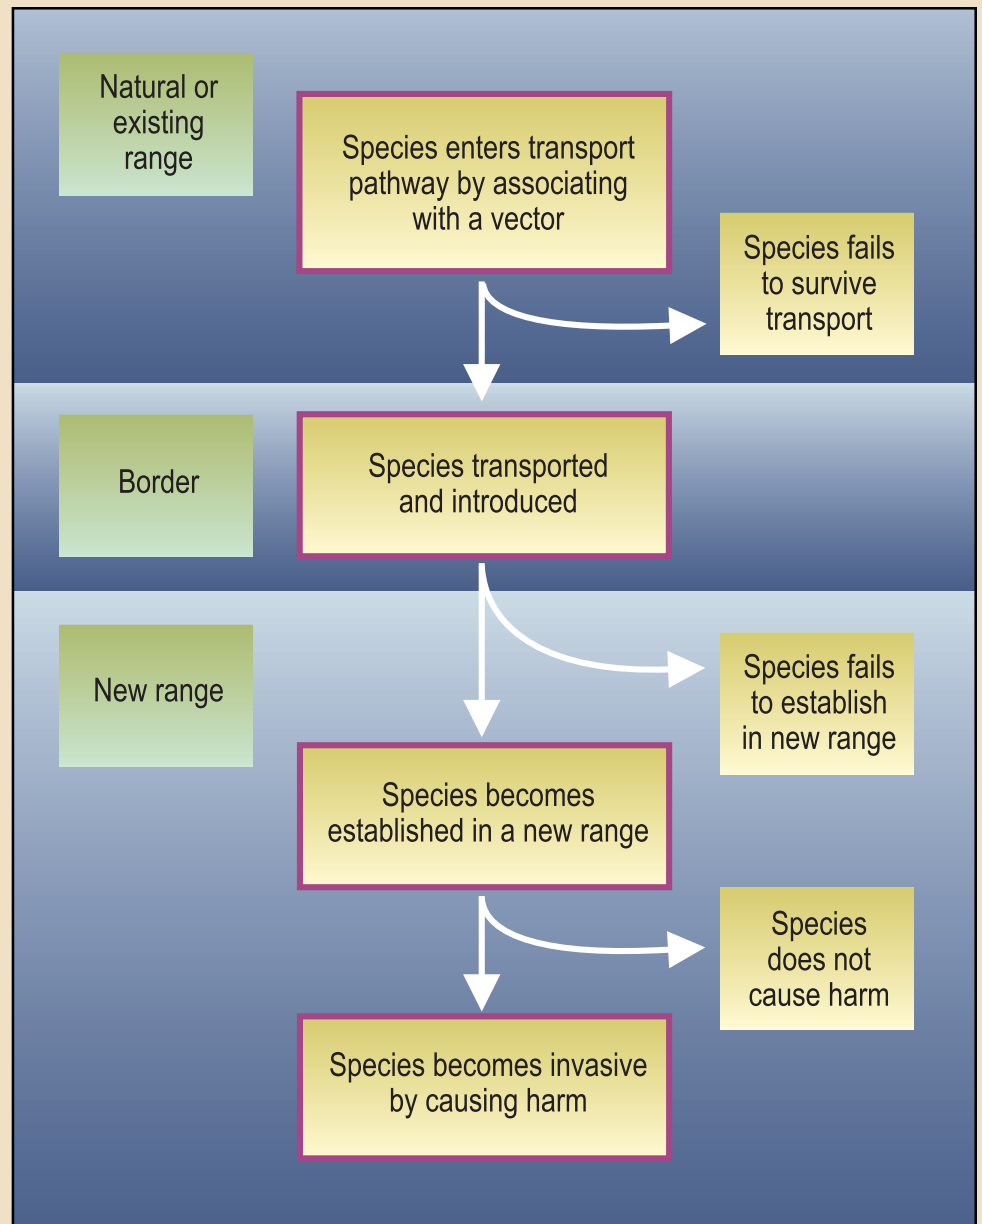 Natural or
existing
range
Species enters transport
pathway by associating
with a vector
Species fails
to survive
transport
Border
Species transported
and introduced
New range
Species fails
to establish
in new range
Species becomes
established in a new range
Species
does not
cause harm
Species becomes invasive
by causing harm